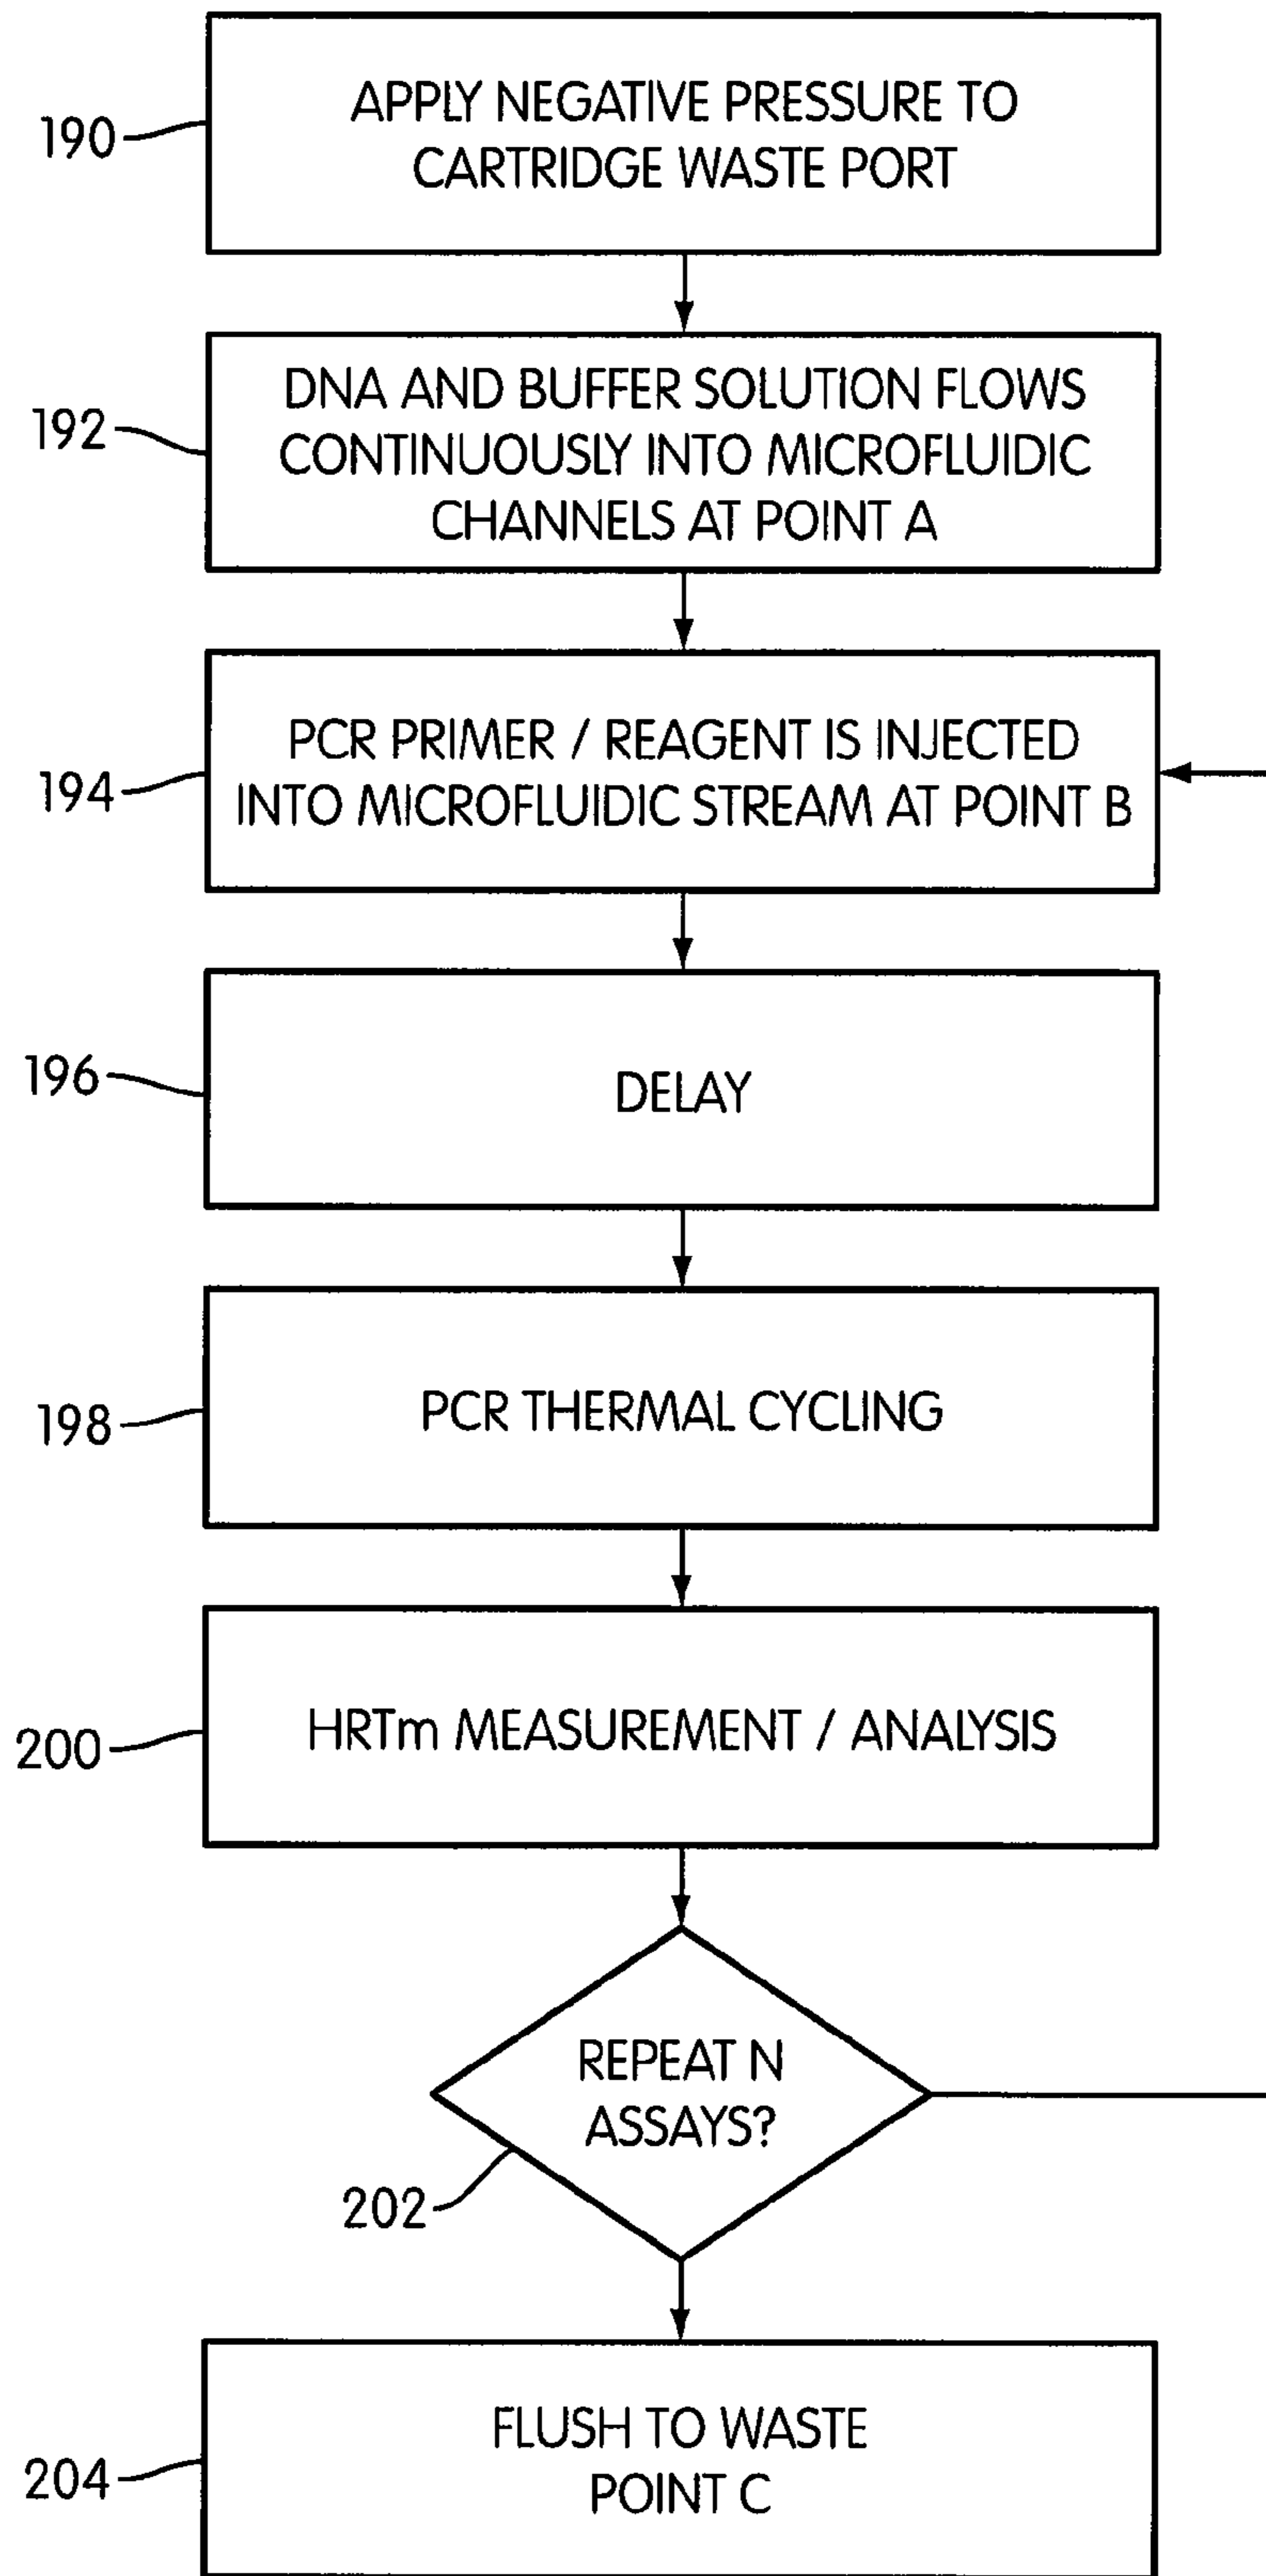 190
APPLY NEGATIVE PRESSURE TO
CARTRIDGE WASTE PORT
192
DNA AND BUFFER SOLUTION FLOWS
CONTINUOUSLY INTO MICROFLUIDIC
CHANNELS AT POINT A
194
PCR PRIMER / REAGENT IS INJECTED
INTO MICROFLUIDIC STREAM AT POINT B
196
DELAY
198
PCR THERMAL CYCLING
200
HRTm MEASUREMENT / ANALYSIS
REPEAT N
ASSAYS?
202
204
FLUSH TO WASTE
POINT C